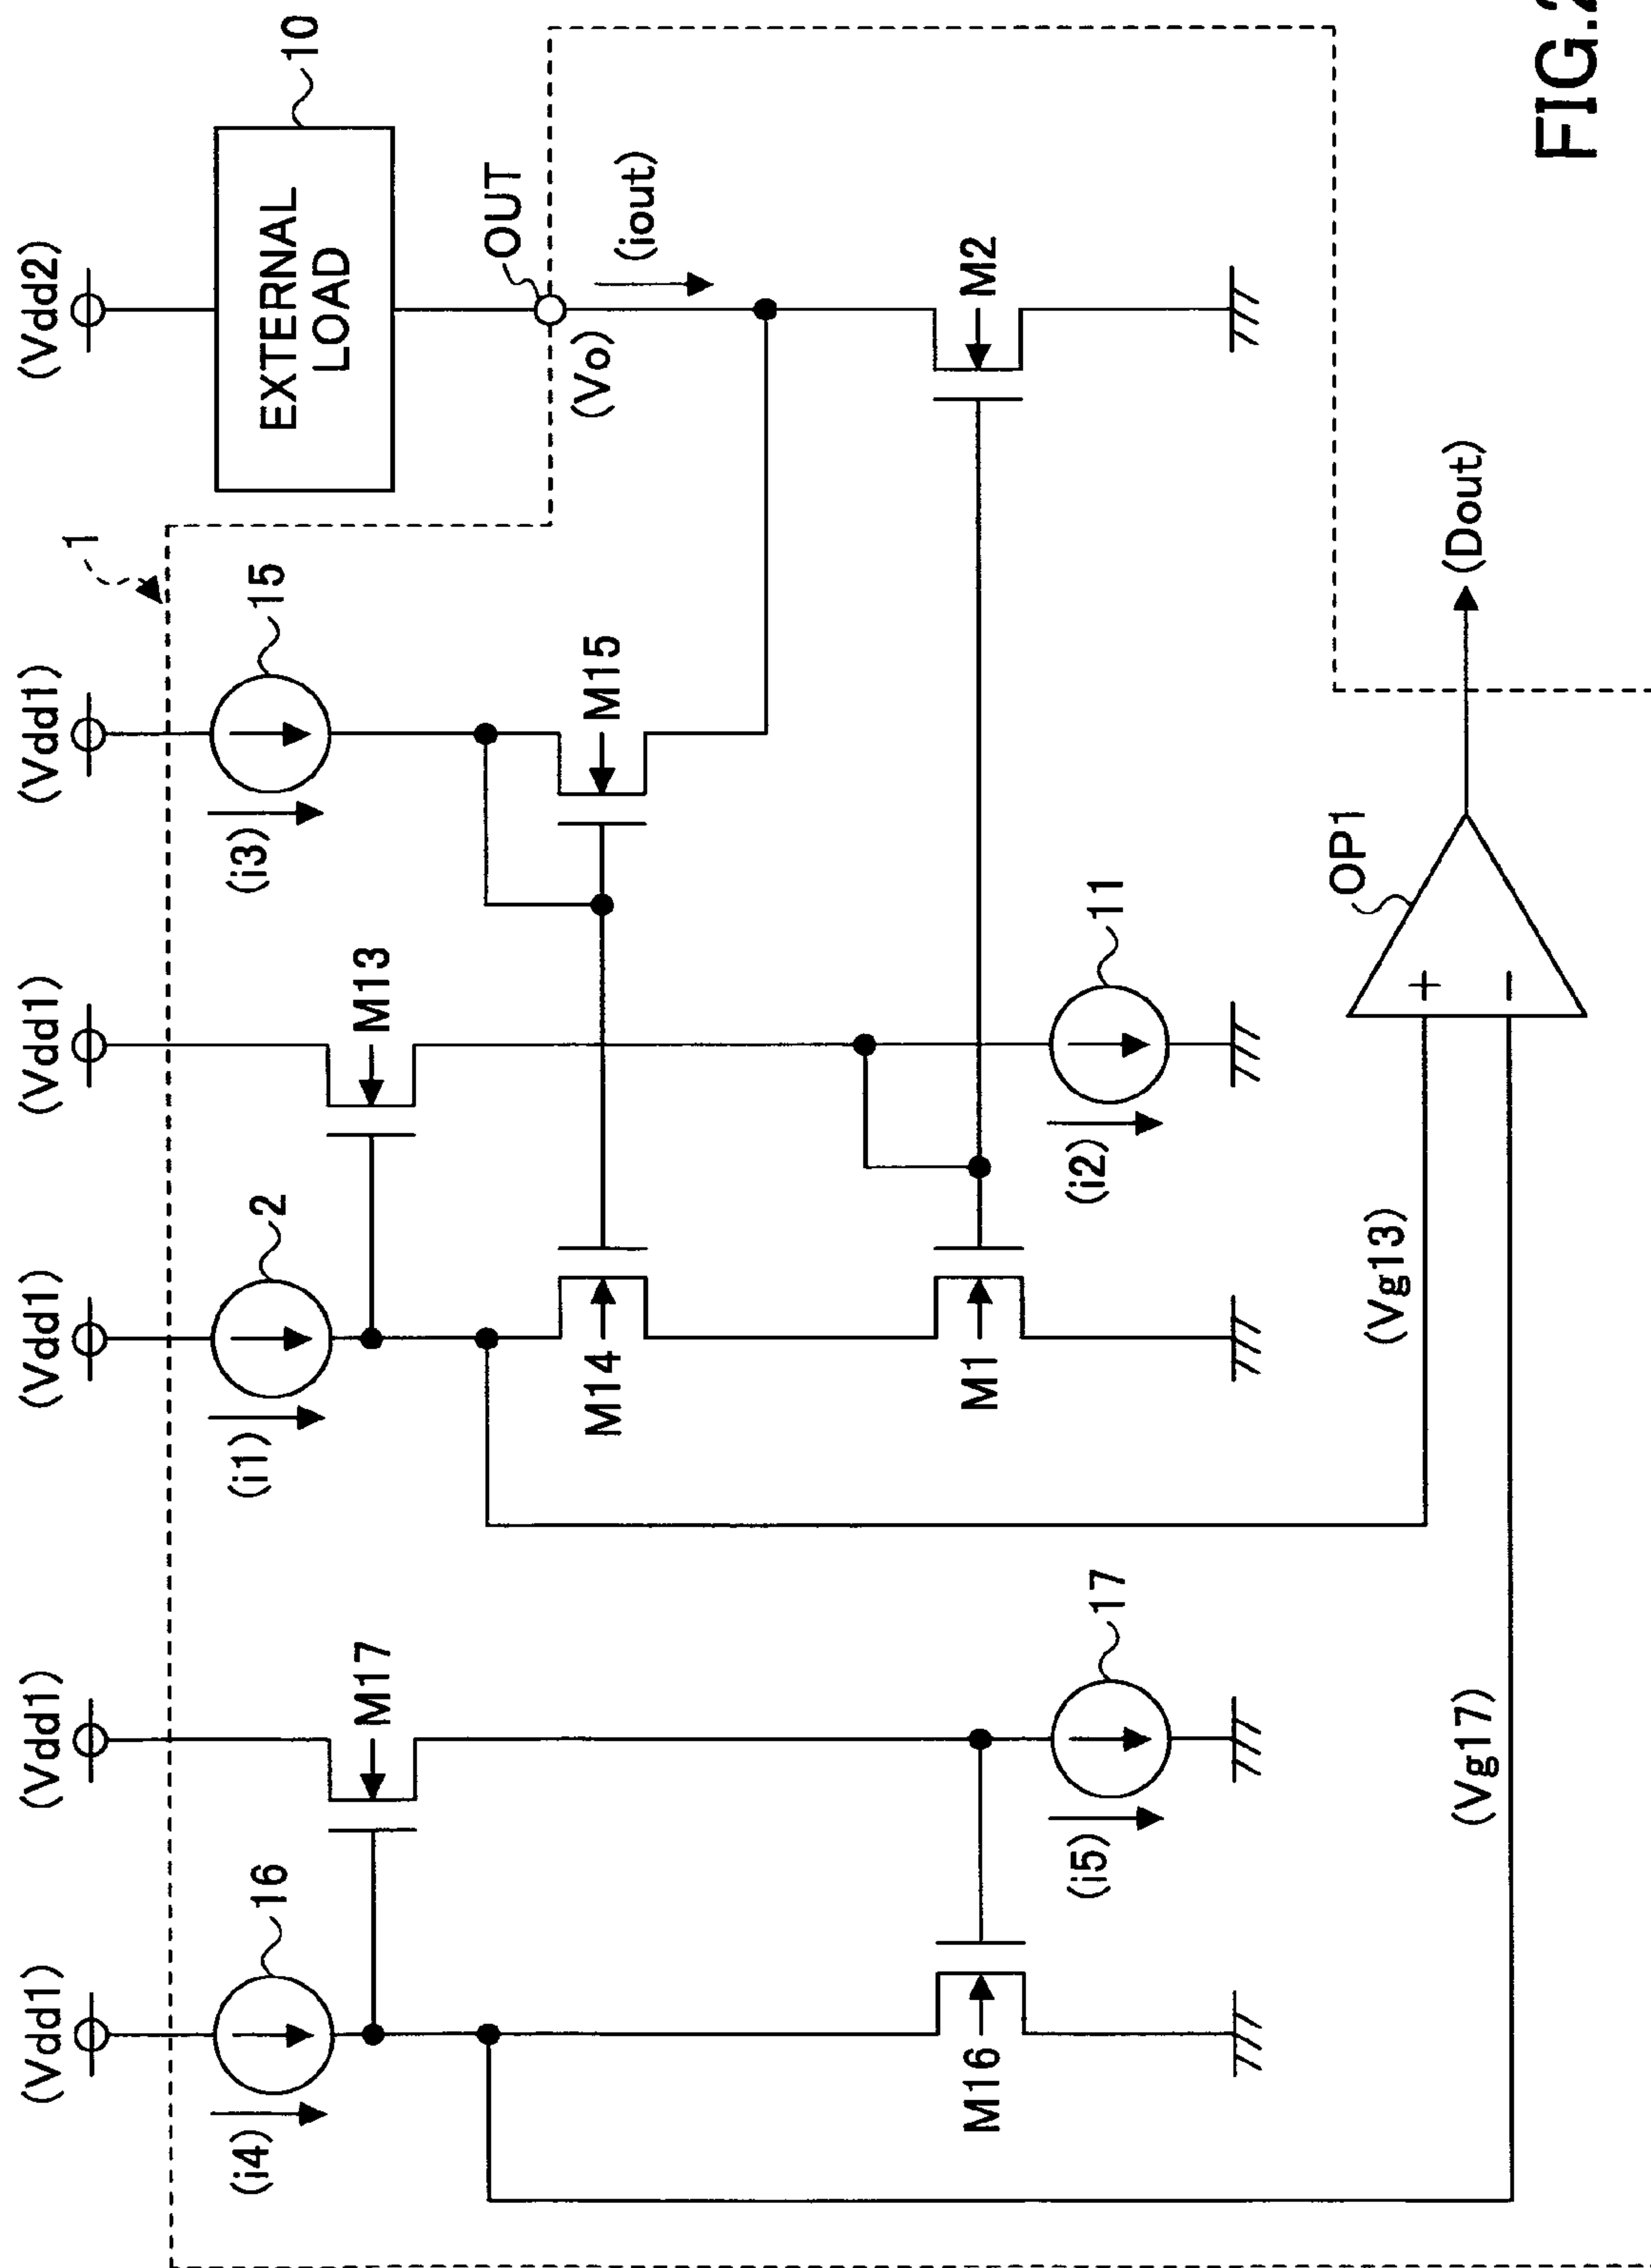 (Vdd1)
(Vdd1)
(Vdd1)
(Vdd1)
(Vdd1)
(Vdd2)
1
(i4)
16
(i1)
2
(i3)
15
EXTERNAL
LOAD
10
M17
M13
OUT
(Vo)
(iout)
M14
M15
M16
M1
M2
(i5)
17
(i2)
11
(Vg13)
(Vg17)
OP1
+
−
(Dout)
FIG.2